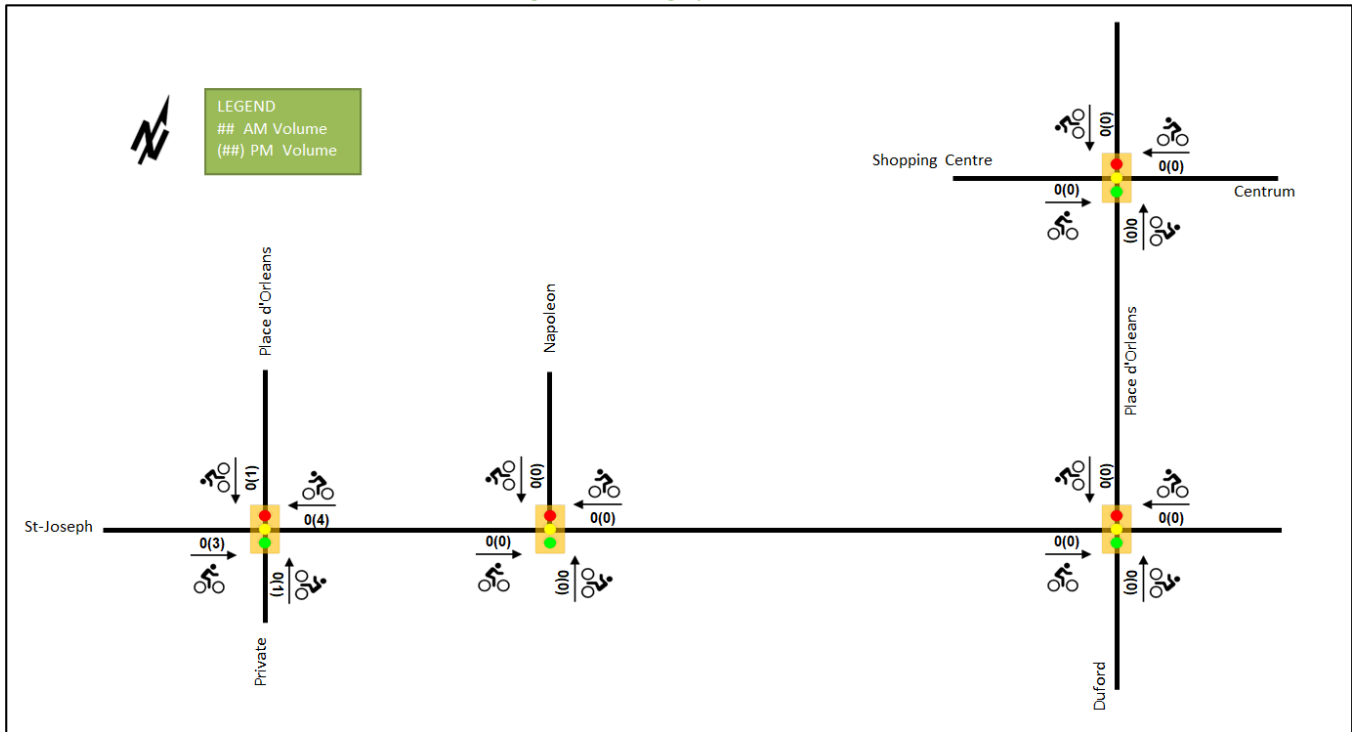 LEGEND
## AM Volume
(##) PM Volume
0(0)
0(0)
Shopping Centre
0(0)
Centrum
0(0)
Place d'Orleans
Napoleon
Place d'Orleans
0(1)
0(4)
St-Joseph
0(3)
0(1)
Private
0(0)
0(0)
0(0)
0(0)
0(0)
0(0)
0(0)
0(0)
Duford